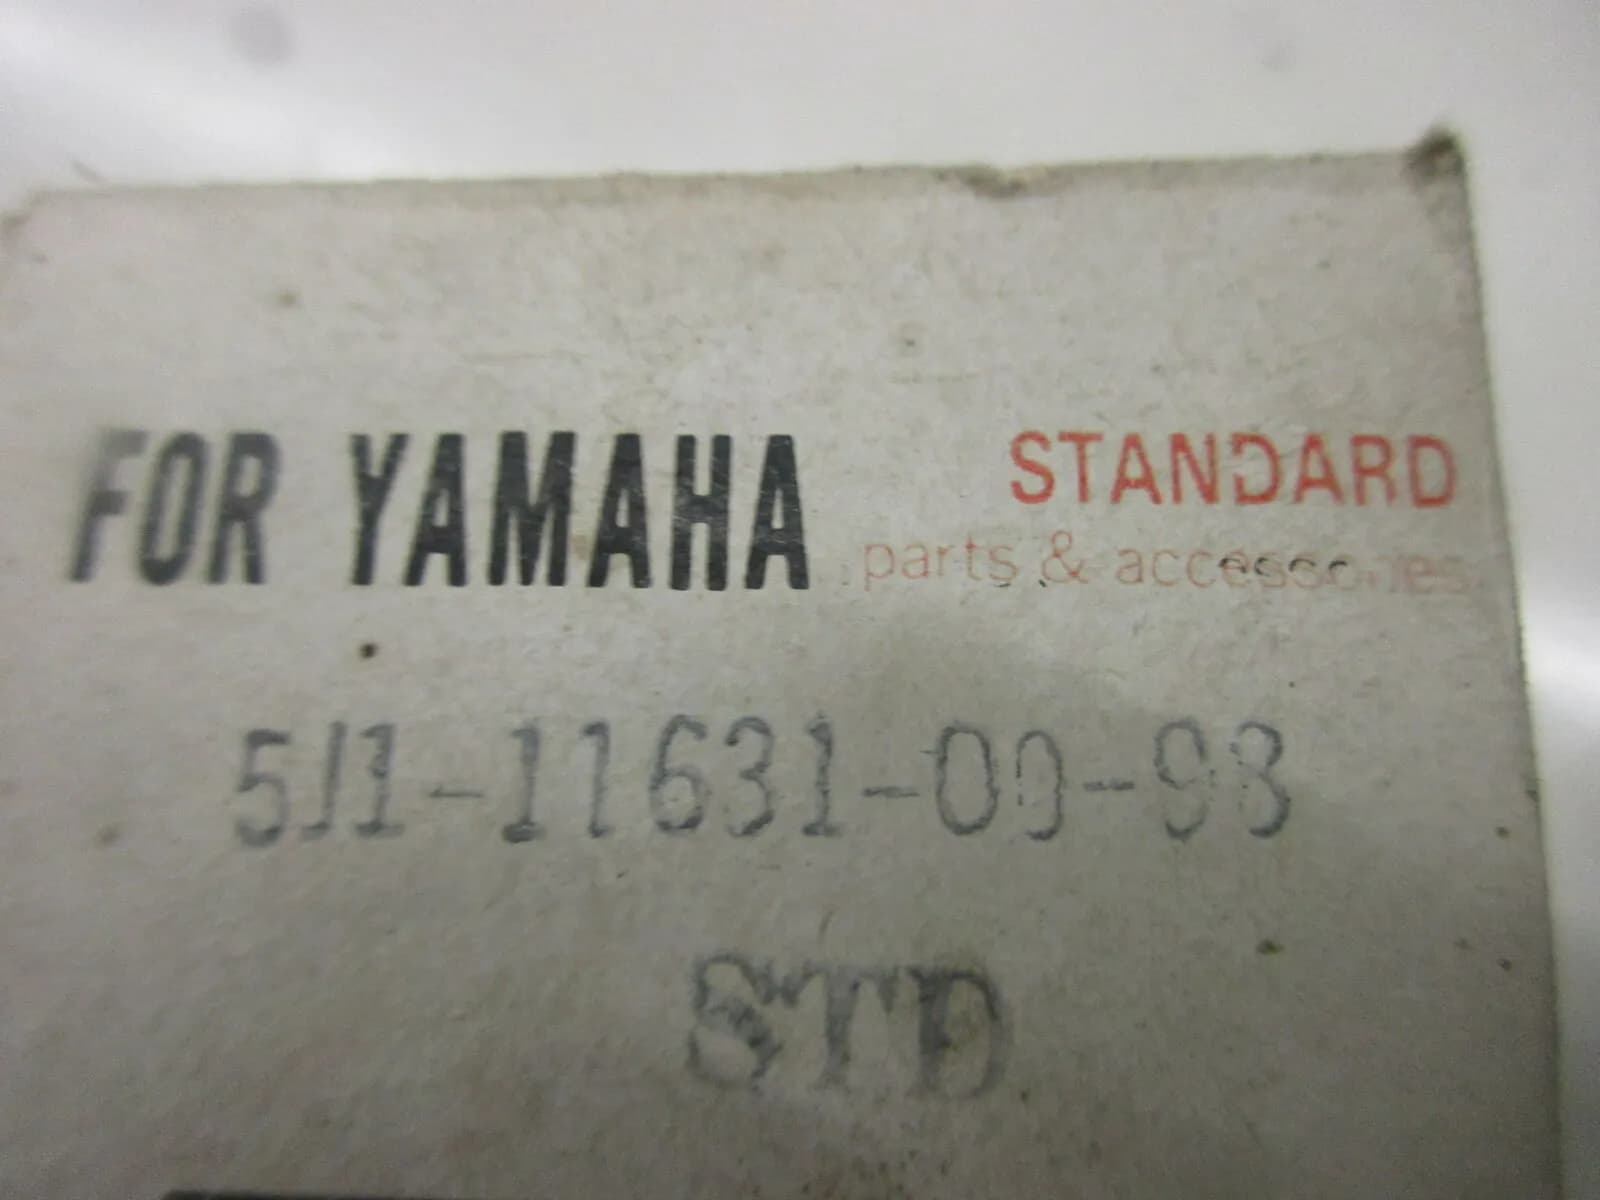 FOR YAMAHA STANDARD
parts & accessories
5J1-11631-00-98
STD